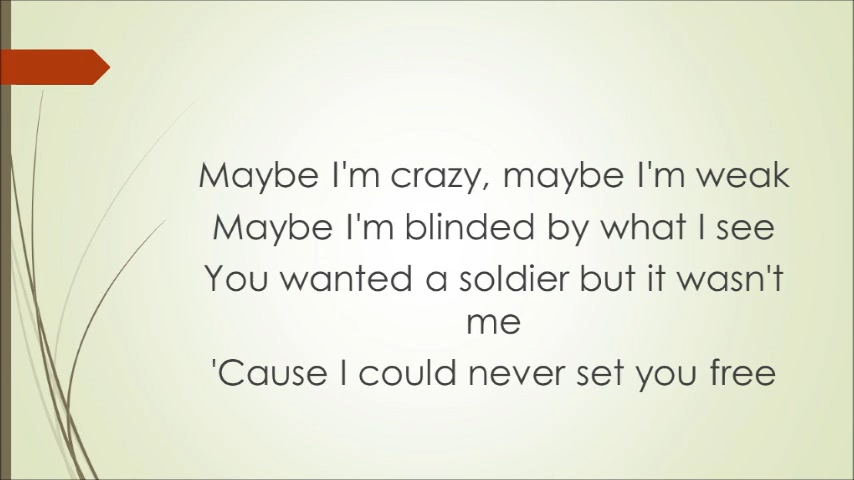 Maybe I'm crazy, maybe I'm weak
Maybe I'm blinded by what I see
You wanted a soldier but it wasn't
me
'Cause I could never set you free